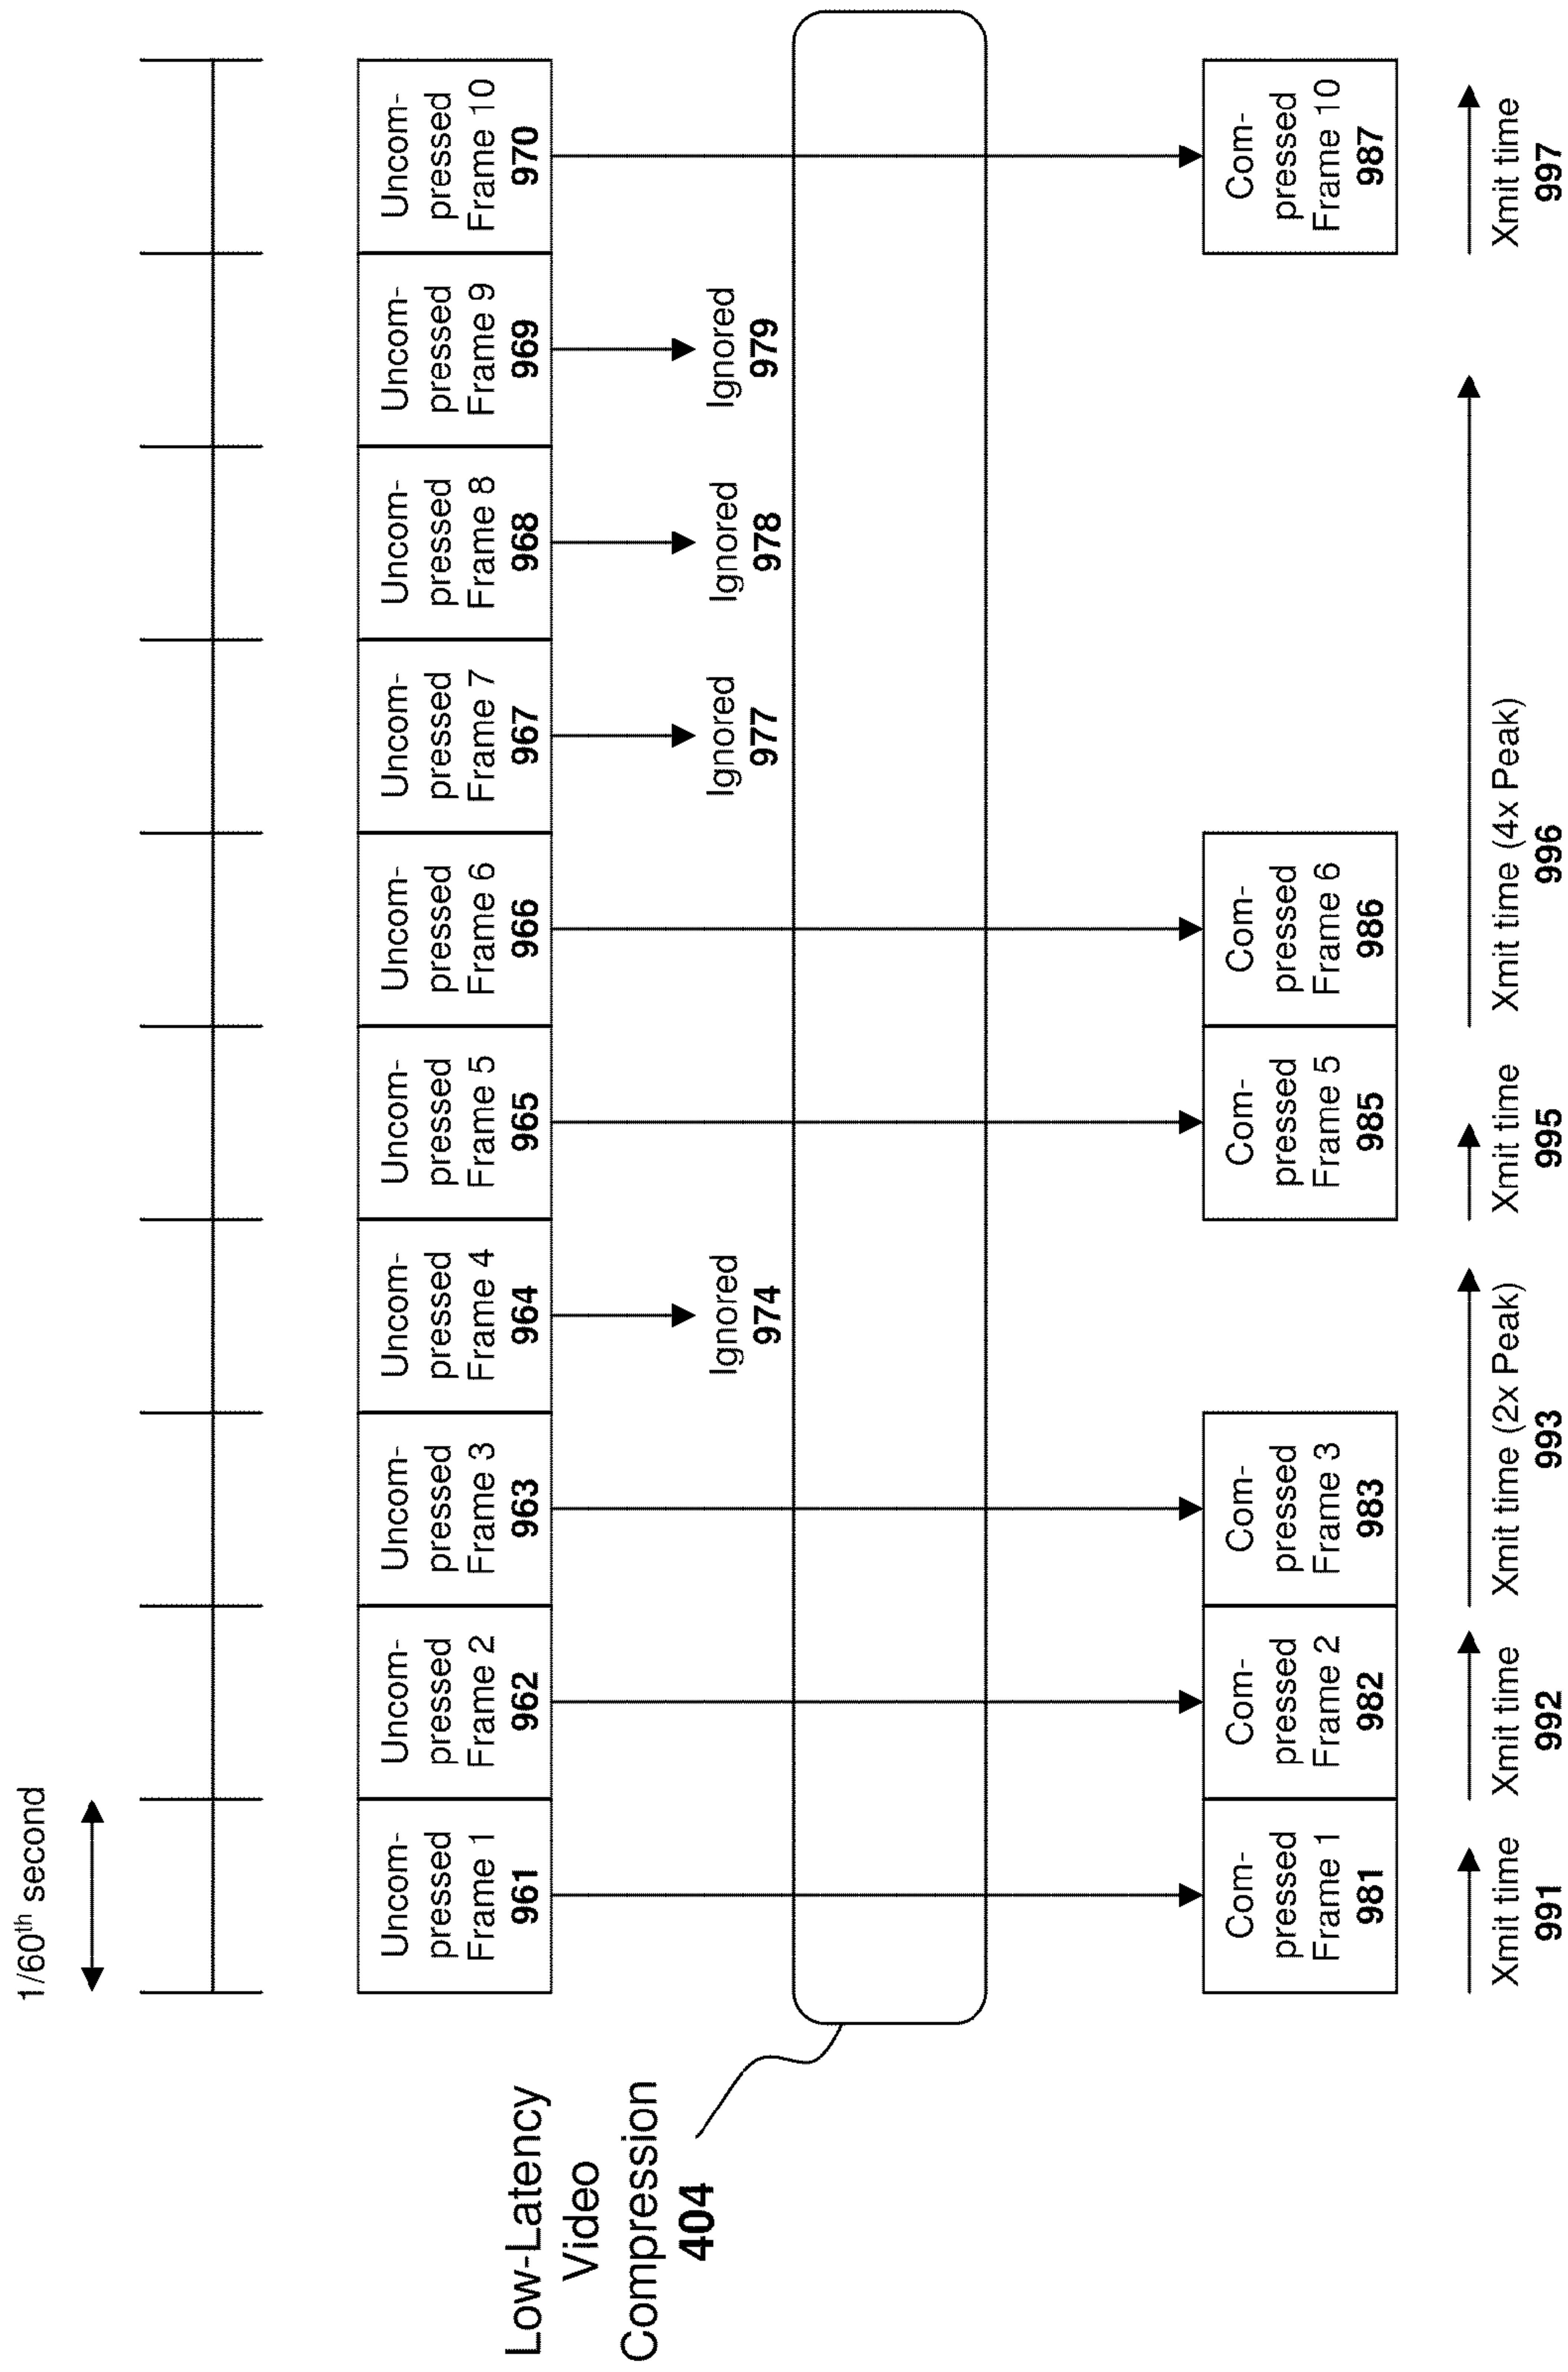 1/60th second
Uncom-
pressed
Frame 1
961
Uncom-
pressed
Frame 2
962
Uncom-
pressed
Frame 3
963
Uncom-
pressed
Frame 4
964
Uncom-
pressed
Frame 5
965
Uncom-
pressed
Frame 6
966
Uncom-
pressed
Frame 7
967
Uncom-
pressed
Frame 8
968
Uncom-
pressed
Frame 9
969
Uncom-
pressed
Frame 10
970
Ignored
974
Ignored
977
Ignored
978
Ignored
979
Low-Latency
Video
Compression
404
Com-
pressed
Frame 1
981
Com-
pressed
Frame 2
982
Com-
pressed
Frame 3
983
Com-
pressed
Frame 5
985
Com-
pressed
Frame 6
986
Com-
pressed
Frame 10
987
Xmit time
991
Xmit time
992
Xmit time (2x Peak)
993
Xmit time
995
Xmit time (4x Peak)
996
Xmit time
997